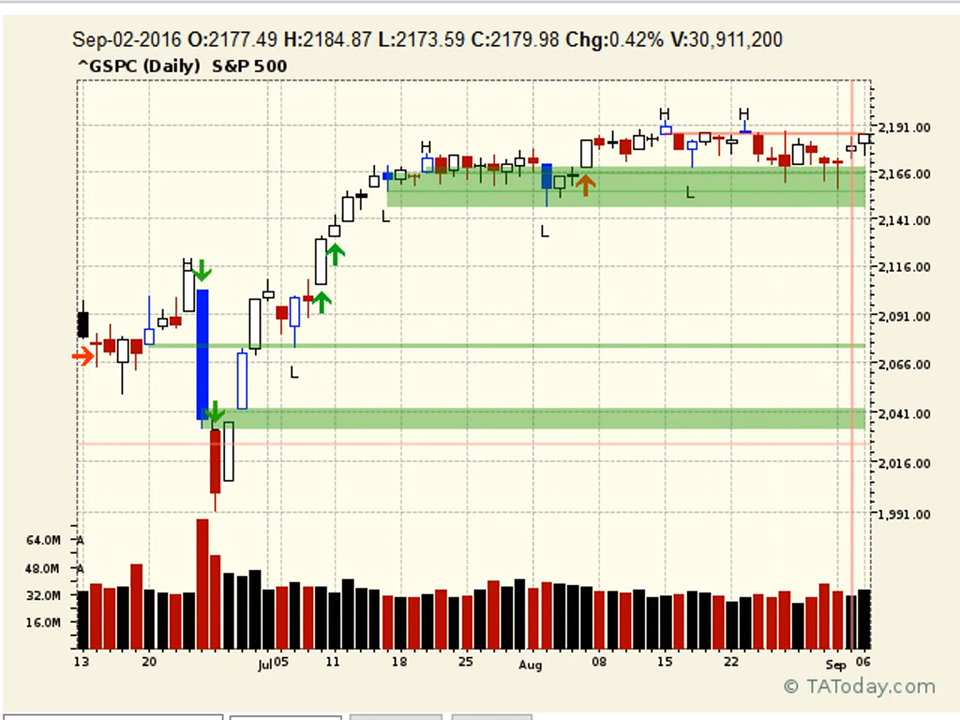 Sep-02-2016 O:2177.49 H:2184.87 L:2173.59 C:2179.98 Chg:0.42% V:30,911,200
^GSPC (Daily) S&P 500
H H
H
2,191.00
2,166.00
L
L
2,141.00
L
H
2,116.00
2,091.00
2,066.00
L
2,041.00
2,016.00
1,991.00
64.0M A
48.0M A
32.0M
16.0M
13 20 Jul 05 11 18 25 Aug 08 15 22 Sep 06
© TAToday.com